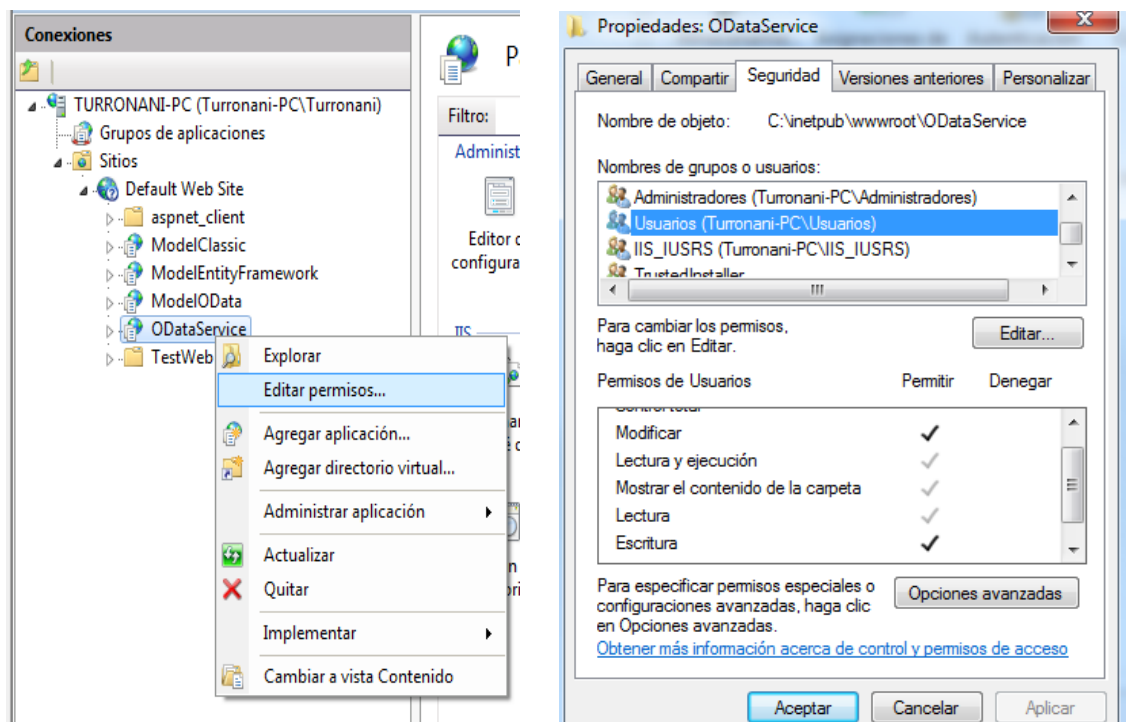 Conexiones
TURRONANI-PC (Turronani-PC\Turronani)
Grupos de aplicaciones
Sitios
Default Web Site
aspnet_client
ModelClassic
ModelEntityFramework
ModelOData
ODataService
TestWeb
Explorar
Editar permisos...
Agregar aplicación...
Agregar directorio virtual...
Administrar aplicación
Actualizar
Quitar
Implementar
Cambiar a vista Contenido
Filtro:
Administ
Editor
configura
IIS
Propiedades: ODataService
General Compartir Seguridad Versiones anteriores Personalizar
Nombre de objeto: C:\inetpub\wwwroot\ODataService
Nombres de grupos o usuarios:
Administradores (Turronani-PC\Administradores)
Usuarios (Turronani-PC\Usuarios)
IIS_IUSRS (Turronani-PC\IIS_IUSRS)
TrustedInstaller
Para cambiar los permisos,
haga clic en Editar.
Editar...
Permisos de Usuarios Permitir Denegar
Control total
Modificar
Lectura y ejecución
Mostrar el contenido de la carpeta
Lectura
Escritura
Para especificar permisos especiales o
configuraciones avanzadas, haga clic
en Opciones avanzadas.
Opciones avanzadas
Obtener más información acerca de control y permisos de acceso
Aceptar Cancelar Aplicar